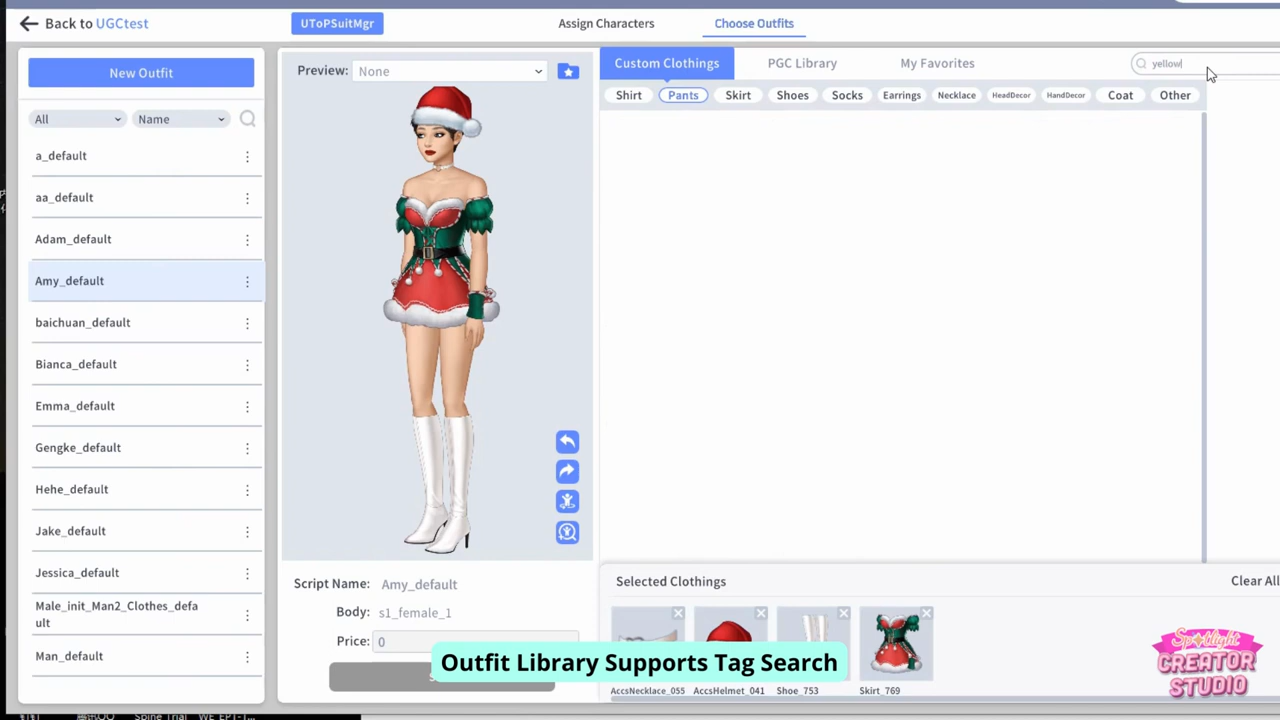 Back to UGCtest
UToPSuitMgr
Assign Characters
Choose Outfits
New Outfit
All
Name
a_default
aa_default
Adam_default
Amy_default
baichuan_default
Bianca_default
Emma_default
Gengke_default
Hehe_default
Jake_default
Jessica_default
Male_init_Man2_Clothes_defa
ult
Man_default
Preview:
None
Script Name: Amy_default
Body: s1_female_1
Price: 0
Custom Clothings
PGC Library
My Favorites
yellow
Shirt
Pants
Skirt
Shoes
Socks
Earrings
Necklace
HeadDecor
HandDecor
Coat
Other
Selected Clothings
Clear All
AccsNecklace_055
AccsHelmet_041
Shoe_753
Skirt_769
Outfit Library Supports Tag Search
Spotlight
CREATOR
STUDIO
Spine Trial